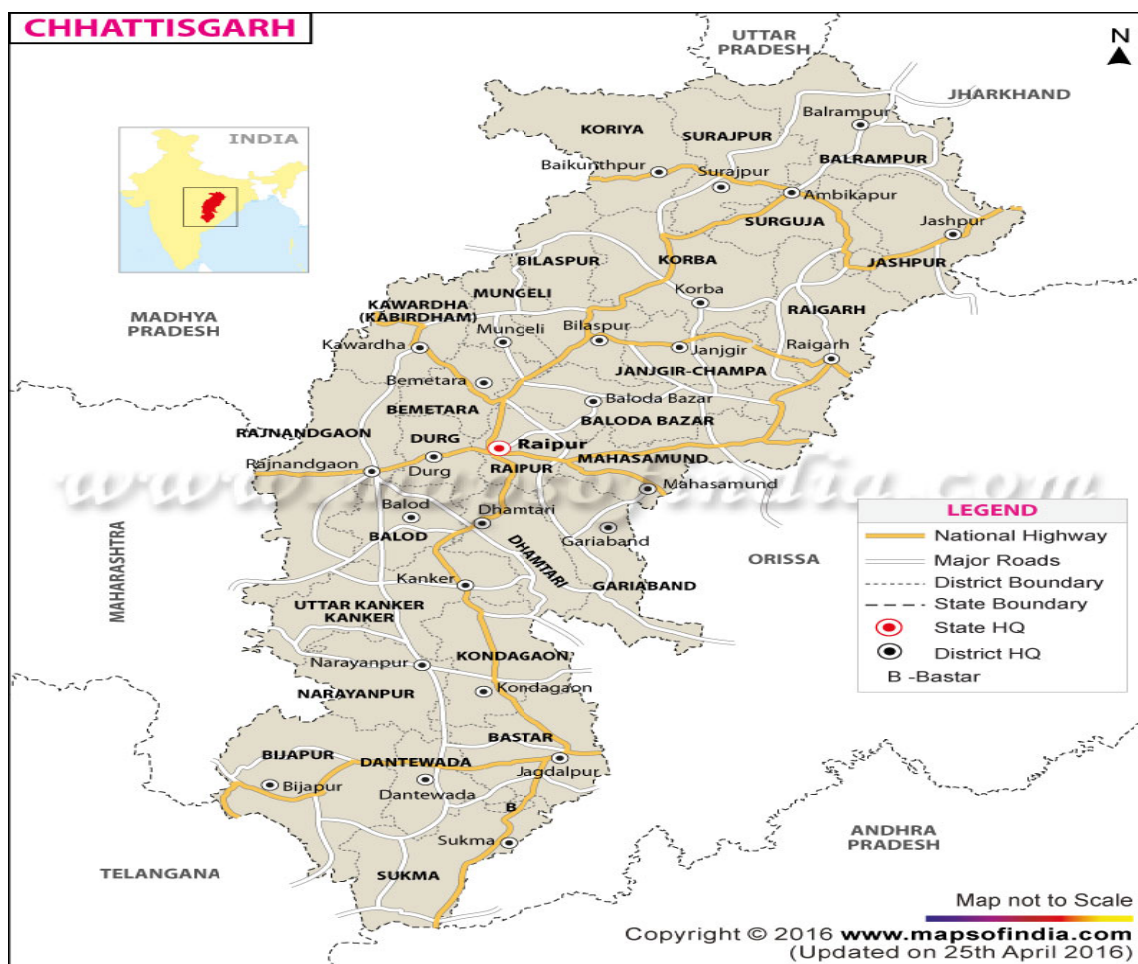 CHHATTISGARH
UTTAR
PRADESH
N
JHARKHAND
INDIA
KORIYA
SURAJPUR
Balrampur
BALRAMPUR
Baikunthpur
Surajpur
Ambikapur
SURGUJA
Jashpur
JASHPUR
BILASPUR
KORBA
MUNGELI
Korba
KAWARDHA
(KABIRDHAM)
RAIGARH
MADHYA
PRADESH
Mungeli
Bilaspur
Kawardha
Janjgir
Raigarh
JANJGIR-CHAMPA
Bemetara
Baloda Bazar
BEMETARA
BALODA BAZAR
RAJNANDGAON
DURG
Raipur
MAHASAMUND
Rajnandgaon
Durg
RAIPUR
Mahasamund
www.mapsofindia.com
Balod
Dhamtari
BALOD
Gariaband
DHAMTARI
MAHARASHTRA
ORISSA
Kanker
GARIABAND
UTTAR KANKER
KANKER
KONDAGAON
Narayanpur
Kondagaon
NARAYANPUR
BASTAR
BIJAPUR
DANTEWADA
Jagdalpur
Bijapur
Dantewada
B
Sukma
SUKMA
TELANGANA
ANDHRA
PRADESH
LEGEND
National Highway
Major Roads
District Boundary
State Boundary
State HQ
District HQ
B -Bastar
Map not to Scale
Copyright © 2016 www.mapsofindia.com
(Updated on 25th April 2016)